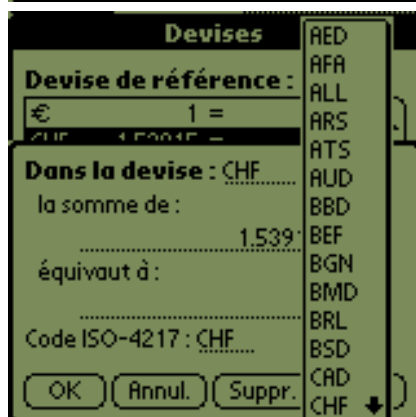 Devises
Devise de référence :
€ 1 =
CHF
Dans la devise : CHF
la somme de :
1.539
équivaut à :
Code ISO-4217 : CHF
OK Annul. Suppr.
AED
AFA
ALL
ARS
ATS
AUD
BBD
BEF
BGN
BMD
BRL
BSD
CAD
CHF